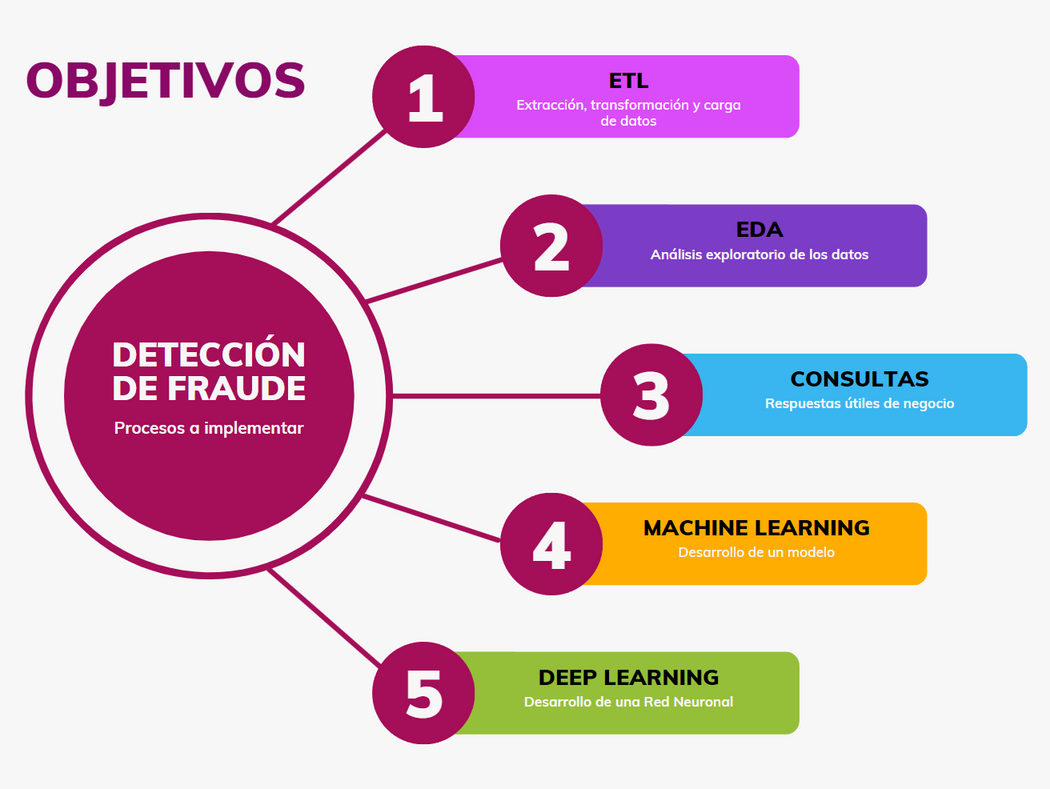 OBJETIVOS
DETECCIÓN
DE FRAUDE
Procesos a implementar
1
ETL
Extracción, transformación y carga
de datos
2
EDA
Análisis exploratorio de los datos
3
CONSULTAS
Respuestas útiles de negocio
4
MACHINE LEARNING
Desarrollo de un modelo
5
DEEP LEARNING
Desarrollo de una Red Neuronal